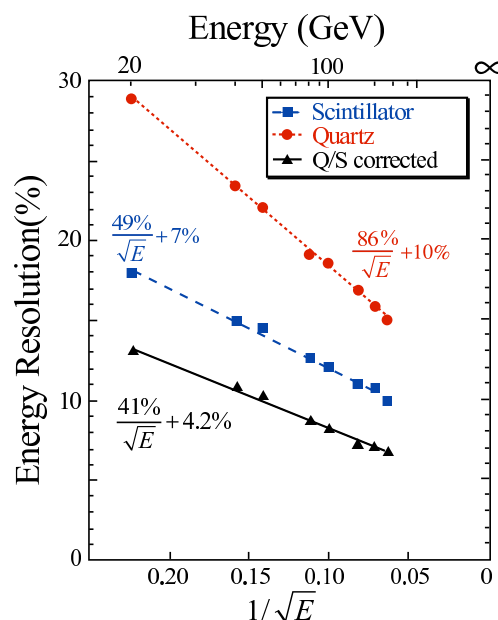 Energy (GeV)
20 100 ∞
30
20
10
0
Energy Resolution(%)
Scintillator
Quartz
Q/S corrected
49%/√E + 7%
86%/√E +10%
41%/√E + 4.2%
0.20 0.15 0.10 0.05 0
1/√E